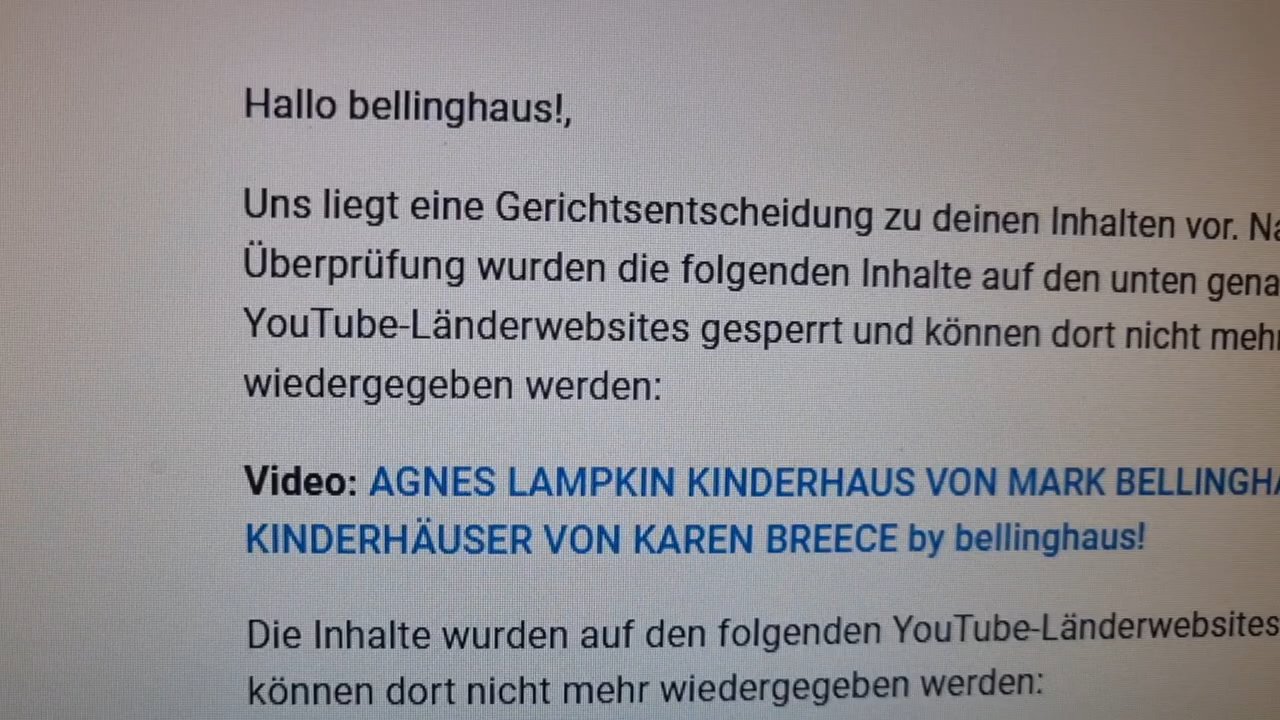 Hallo bellinghaus!,
Uns liegt eine Gerichtsentscheidung zu deinen Inhalten vor.
Überprüfung wurden die folgenden Inhalte auf den unten
YouTube-Länderwebsites gesperrt und können dort nicht mehr
wiedergegeben werden:
Video: AGNES LAMPKIN KINDERHAUS VON MARK
KINDERHÄUSER VON KAREN BREECE by bellinghaus!
Die Inhalte wurden auf den folgenden YouTube-Länderwebsites
können dort nicht mehr wiedergegeben werden: